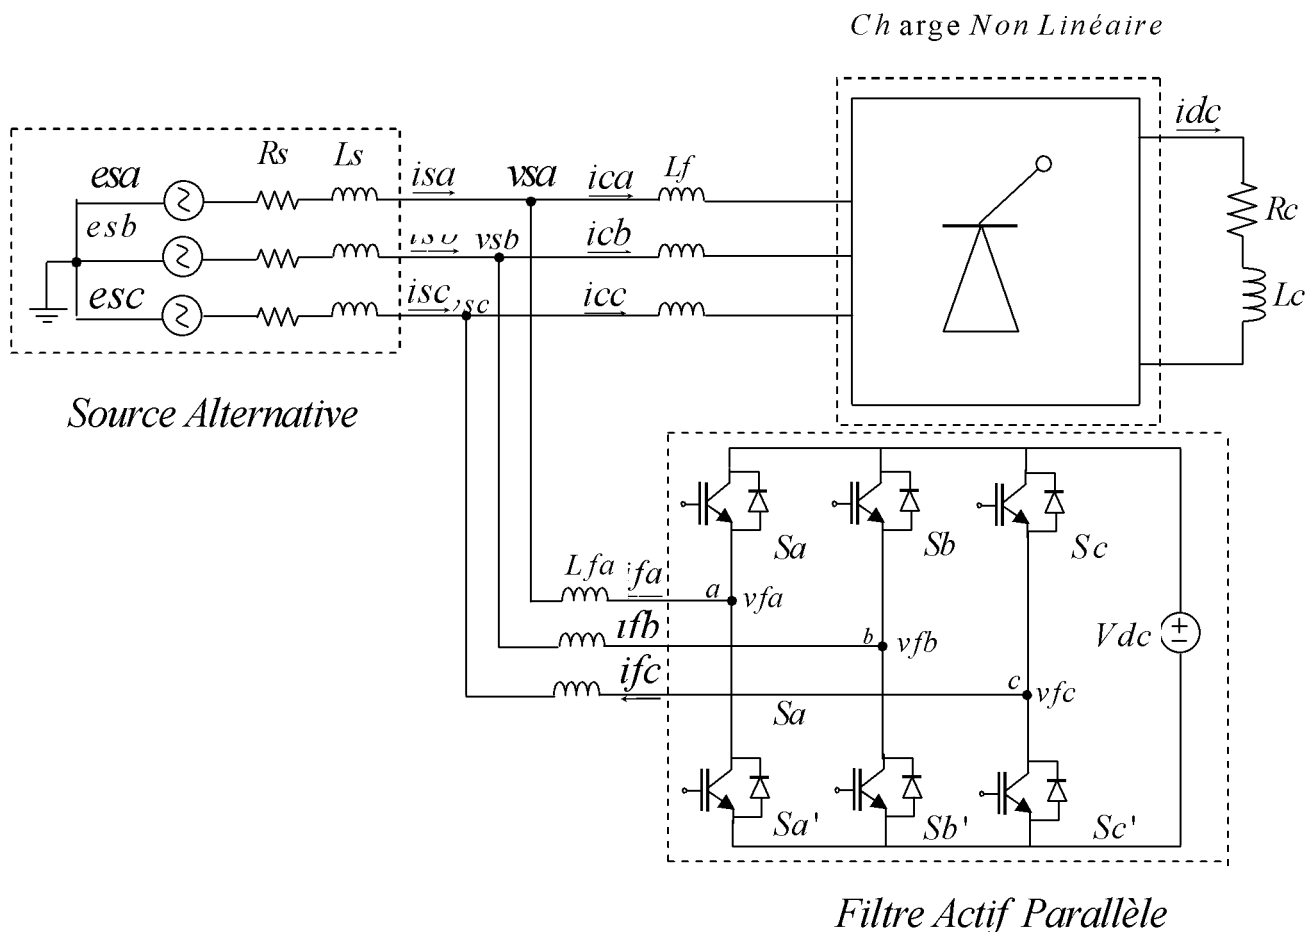 Charge Non Linéaire
idc
Rs
Ls
isa
vsa
ica
Lf
esa
esb
vsb
icb
Rc
esc
isc
icc
Lc
Source Alternative
Sa
Sb
Sc
Lfa
ifa
a
vfa
b
vfb
Vdc
ifc
c
vfc
Sa
Sa'
Sb'
Sc'
Filtre Actif Parallèle